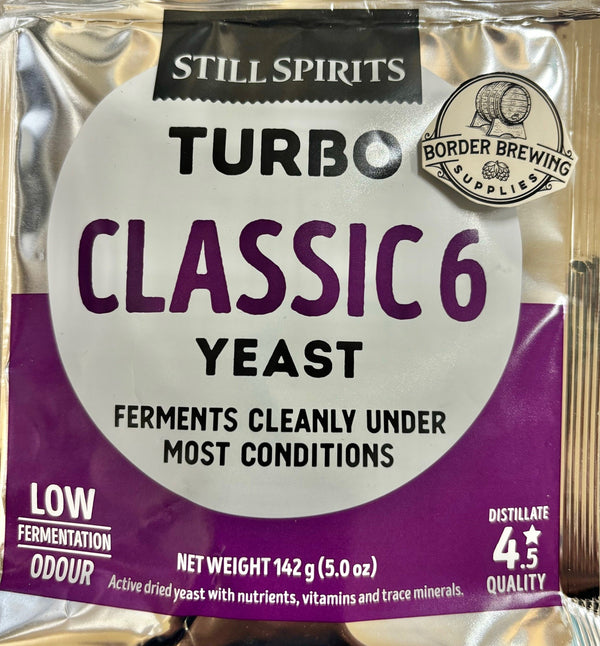 STILL SPIRITS
TURBO
BORDER BREWING
SUPPLIES
CLASSIC 6
YEAST
FERMENTS CLEANLY UNDER
MOST CONDITIONS
LOW
FERMENTATION
ODOUR
NET WEIGHT 142 g (5.0 oz)
Active dried yeast with nutrients, vitamins and trace minerals.
DISTILLATE
4.5
QUALITY